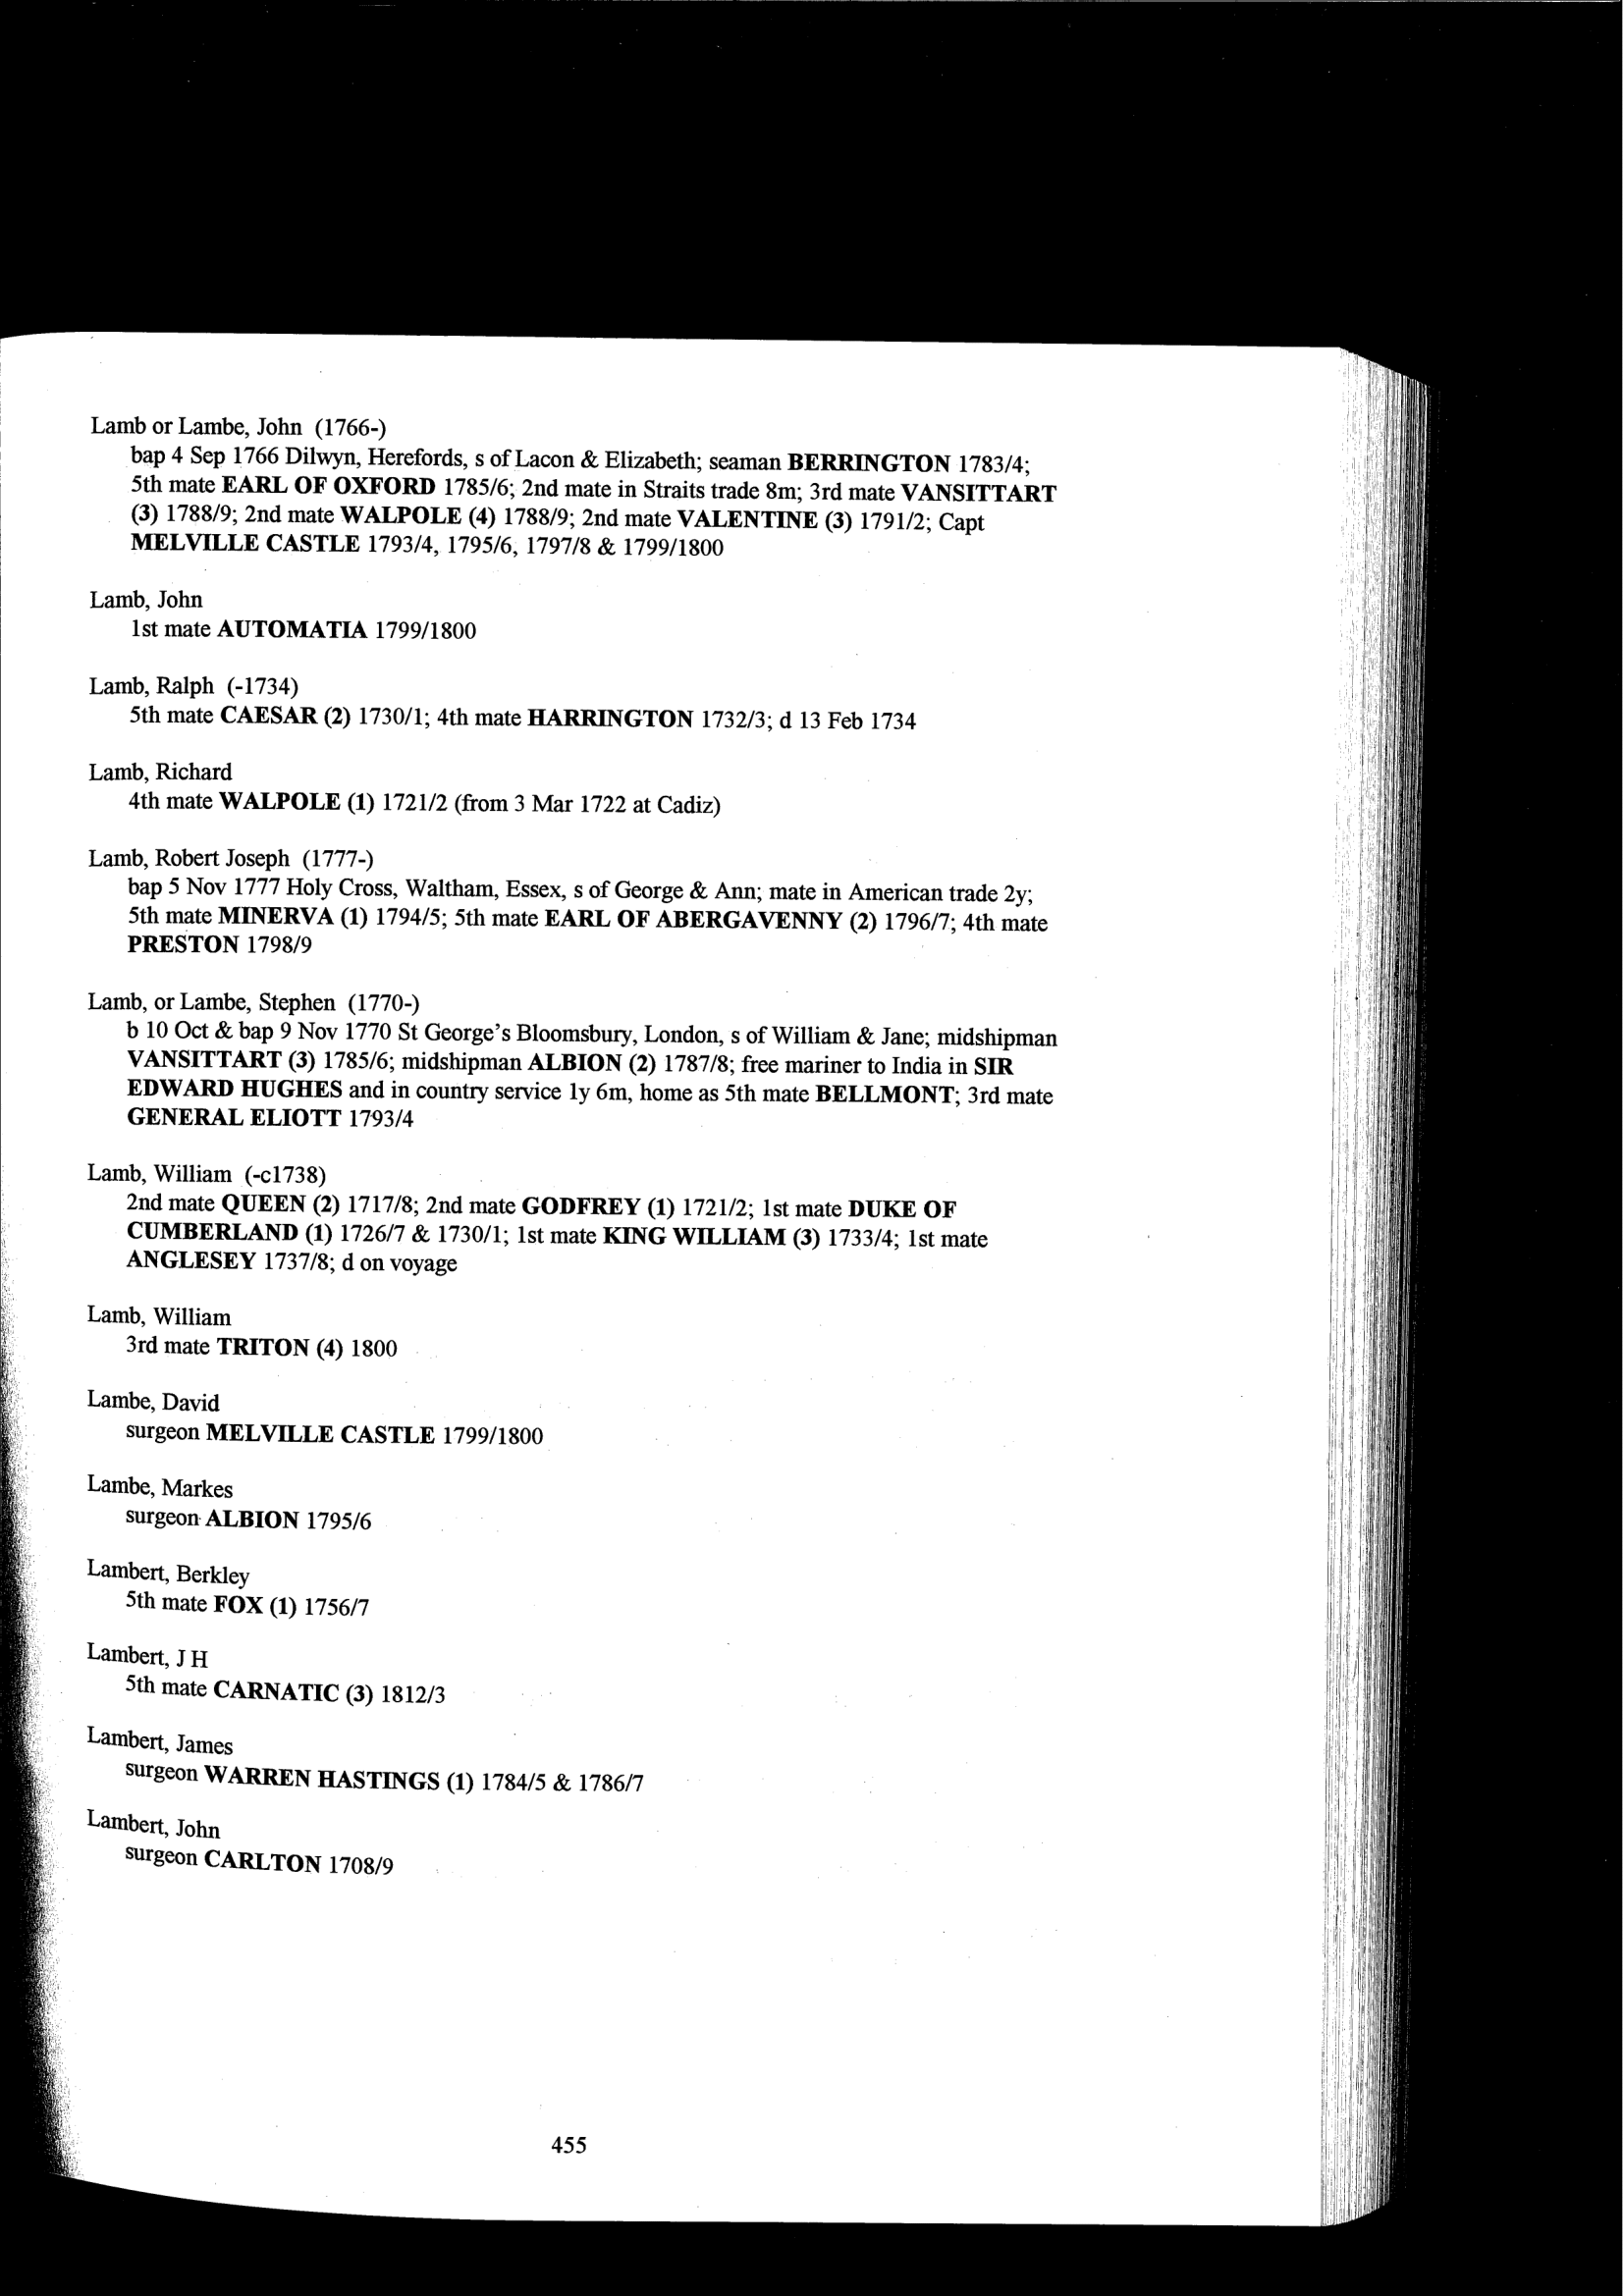 Lamb or Lambe, John (1766-)
bap 4 Sep 1766 Dilwyn, Herefords, s of Lacon & Elizabeth; seaman BERRINGTON 1783/4;
5th mate EARL OF OXFORD 1785/6; 2nd mate in Straits trade 8m; 3rd mate VANSITTART
(3) 1788/9; 2nd mate WALPOLE (4) 1788/9; 2nd mate VALENTINE (3) 1791/2; Capt
MELVILLE CASTLE 1793/4, 1795/6, 1797/8 & 1799/1800
Lamb, John
1st mate AUTOMATIA 1799/1800
Lamb, Ralph (-1734)
5th mate CAESAR (2) 1730/1; 4th mate HARRINGTON 1732/3; d 13 Feb 1734
Lamb, Richard
4th mate WALPOLE (1) 1721/2 (from 3 Mar 1722 at Cadiz)
Lamb, Robert Joseph (1777-)
bap 5 Nov 1777 Holy Cross, Waltham, Essex, s of George & Ann; mate in American trade 2y;
5th mate MINERVA (1) 1794/5; 5th mate EARL OF ABERGAVENNY (2) 1796/7; 4th mate
PRESTON 1798/9
Lamb, or Lambe, Stephen (1770-)
b 10 Oct & bap 9 Nov 1770 St George's Bloomsbury, London, s of William & Jane; midshipman
VANSITTART (3) 1785/6; midshipman ALBION (2) 1787/8; free mariner to India in SIR
EDWARD HUGHES and in country service 1y 6m, home as 5th mate BELLMONT; 3rd mate
GENERAL ELIOTT 1793/4
Lamb, William (-c1738)
2nd mate QUEEN (2) 1717/8; 2nd mate GODFREY (1) 1721/2; 1st mate DUKE OF
CUMBERLAND (1) 1726/7 & 1730/1; 1st mate KING WILLIAM (3) 1733/4; 1st mate
ANGLESEY 1737/8; d on voyage
Lamb, William
3rd mate TRITON (4) 1800
Lambe, David
surgeon MELVILLE CASTLE 1799/1800
Lambe, Markes
surgeon ALBION 1795/6
Lambert, Berkley
5th mate FOX (1) 1756/7
Lambert, J H
5th mate CARNATIC (3) 1812/3
Lambert, James
surgeon WARREN HASTINGS (1) 1784/5 & 1786/7
Lambert, John
surgeon CARLTON 1708/9
455